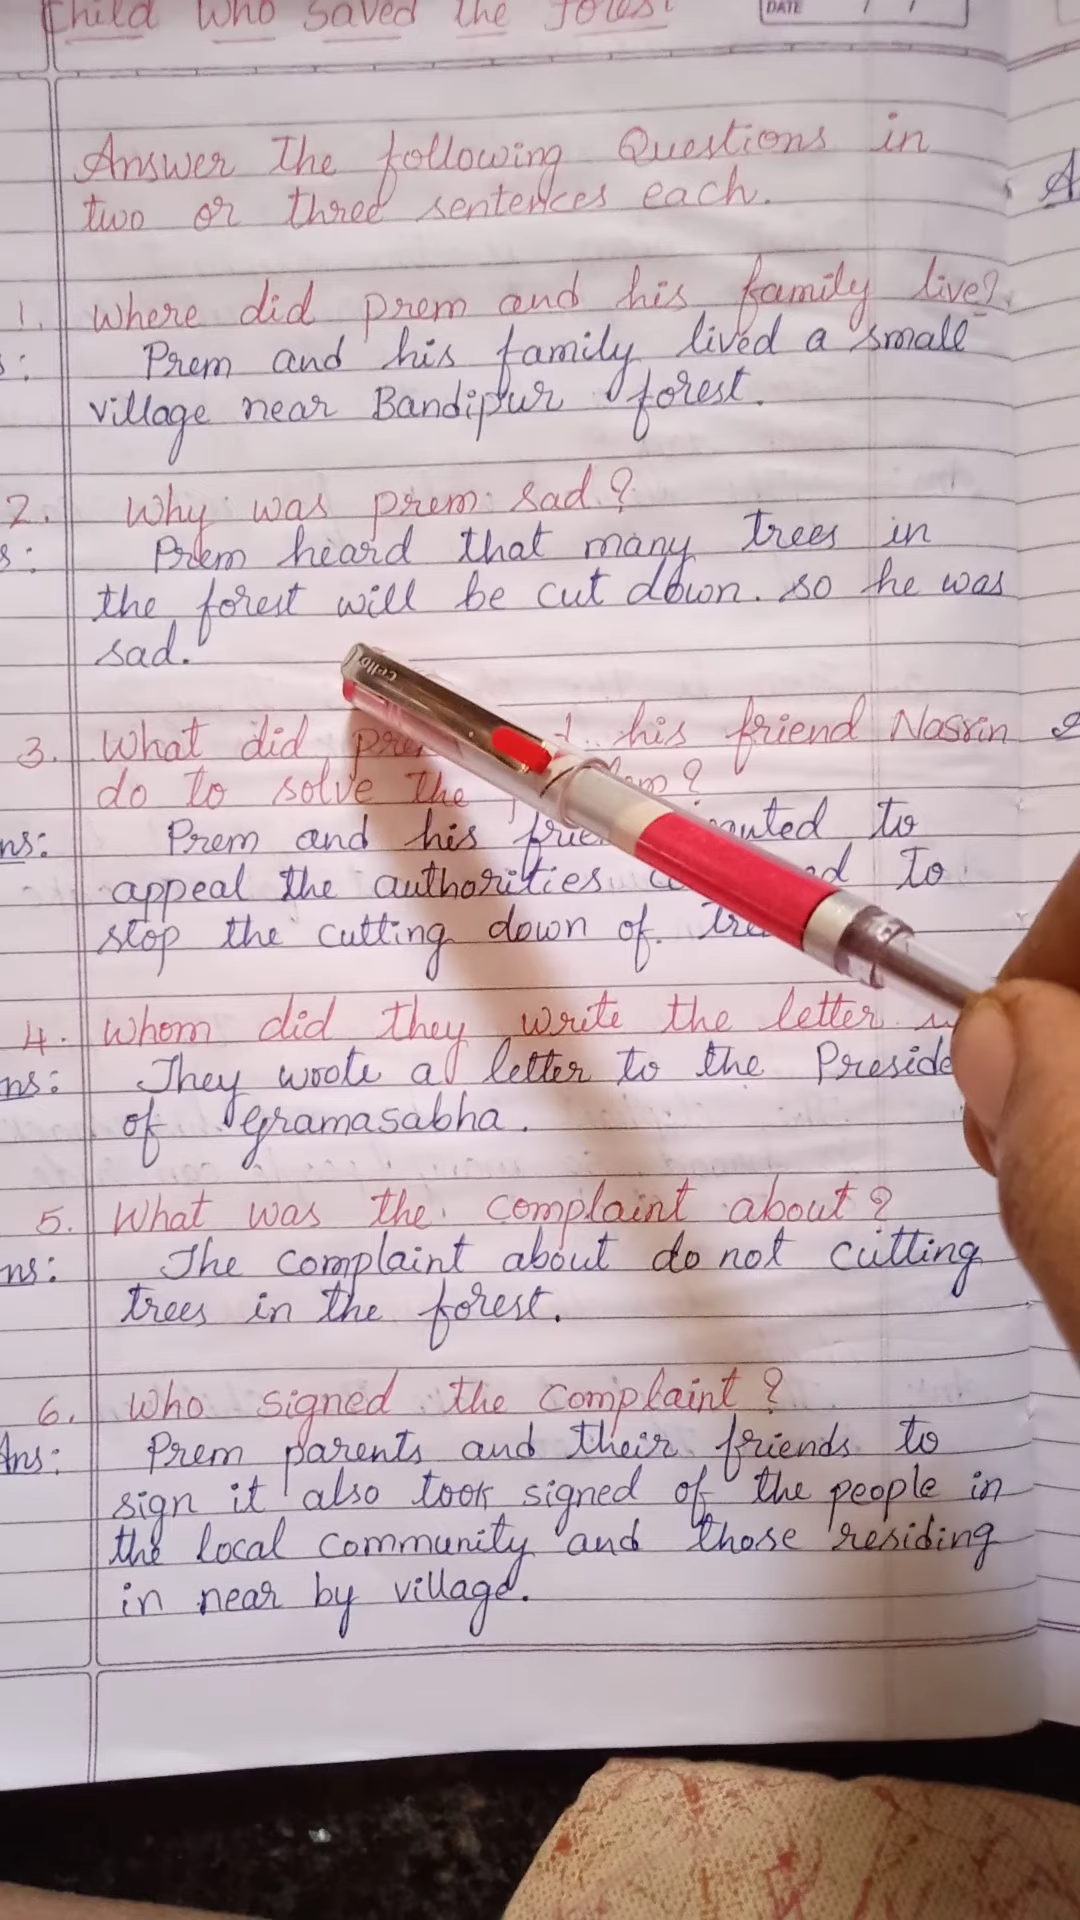 Child Who Saved the Forest
DATE / /
Answer The following Questions in
two or three sentences each.
1. Where did prem and his family live?
Prem and his family lived a small
village near Bandipur forest.
2. Why was prem sad?
s: Prem heard that many trees in
the forest will be cut down. so he was
sad.
cello
3. What did his friend Nasrin
do to solve the
ns: Prem and his to
appeal the authorities to
stop the cutting down of.
4. Whom did they write the letter
ns: They wrote a letter to the
of gramasabha.
5. What was the complaint about?
ns: The complaint about do not cutting
trees in the forest.
6. Who signed the complaint?
Ans: Prem parents and their friends to
sign it also took signed of the people in
the local community and those residing
in near by village.